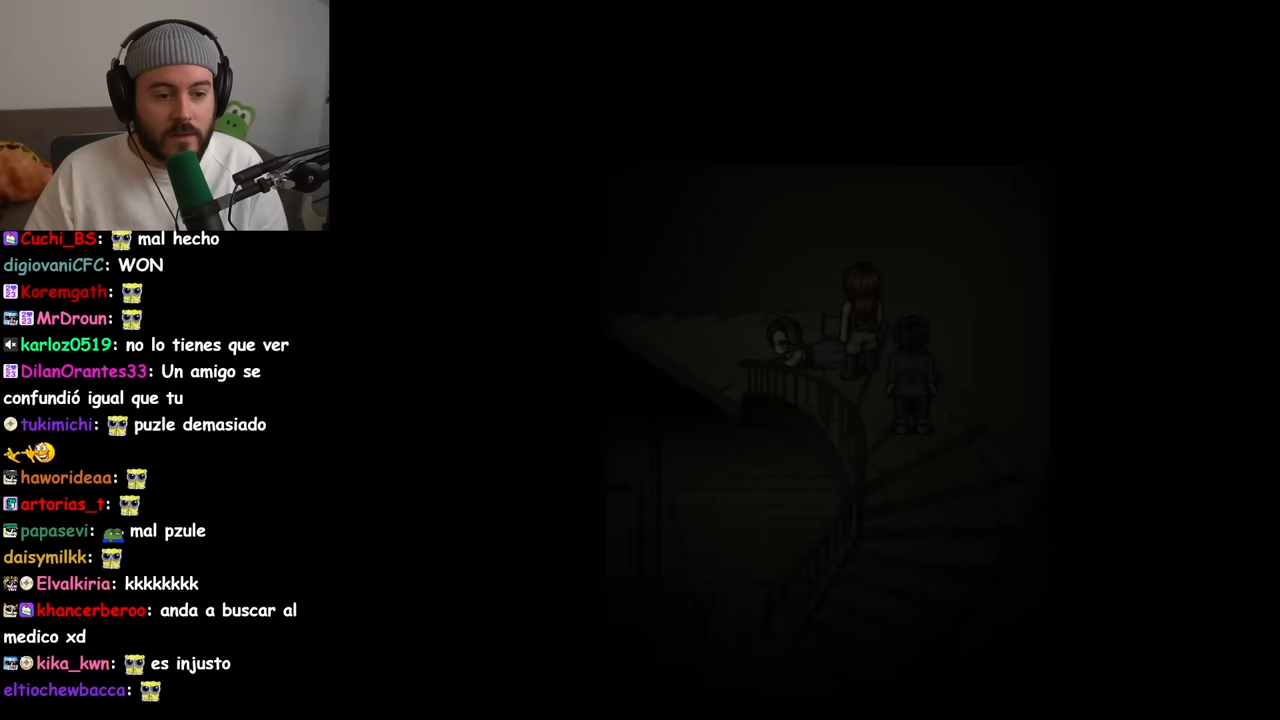 Cuchi_BS: mal hecho
digiovaniCFC: WON
Koremgath:
MrDroun:
karloz0519: no lo tienes que ver
DilanOrantes33: Un amigo se
confundió igual que tu
tukimichi: puzle demasiado
haworideaa:
artorias_t:
papasevi: mal pzule
daisymilkk:
Elvalkiria: kkkkkkkk
khancerberoo: anda a buscar al
medico xd
kika_kwn: es injusto
eltiochewbacca: